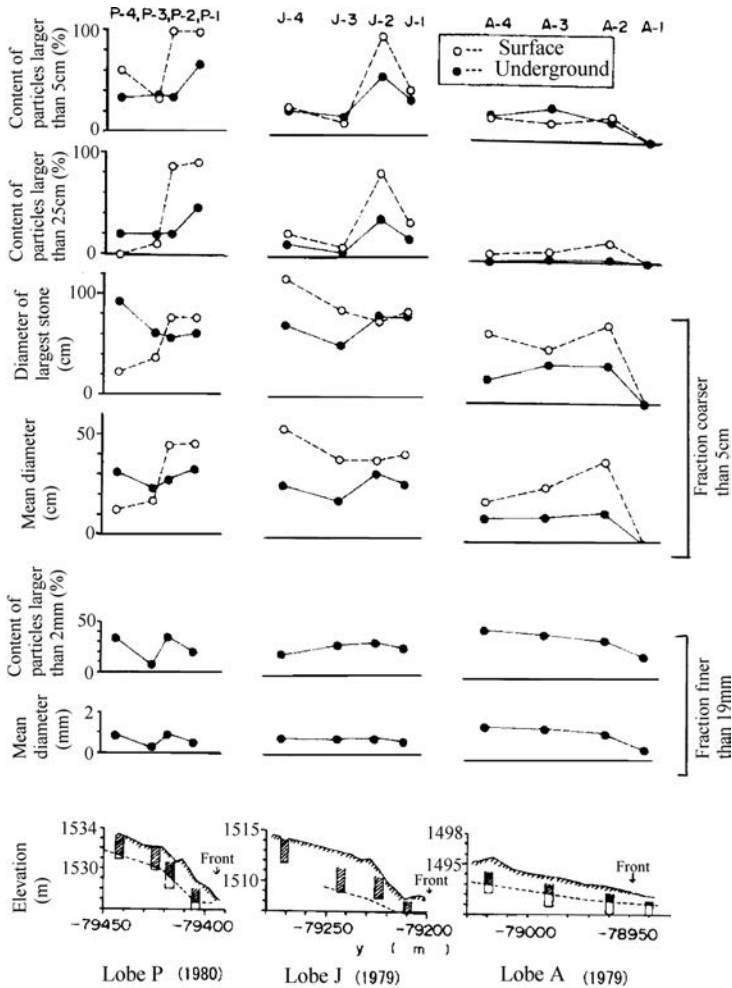 P-4, P-3, P-2, P-1
J-4 J-3 J-2 J-1
A-4 A-3 A-2 A-1
Surface
Underground
Content of
particles larger
than 5cm (%)
100
0
Content of
particles larger
than 25cm (%)
100
0
Diameter of
largest stone
(cm)
100
0
Mean diameter
(cm)
50
0
Fraction coarser
than 5cm
Content of
particles larger
than 2mm (%)
50
0
Mean
diameter
(mm)
2
0
Fraction finer
than 19mm
Elevation
(m)
1534
1530
Front
-79450 -79400
1515
1510
Front
-79250 -79200
1498
1495
Front
-79000 -78950
y (m)
Lobe P (1980)
Lobe J (1979)
Lobe A (1979)